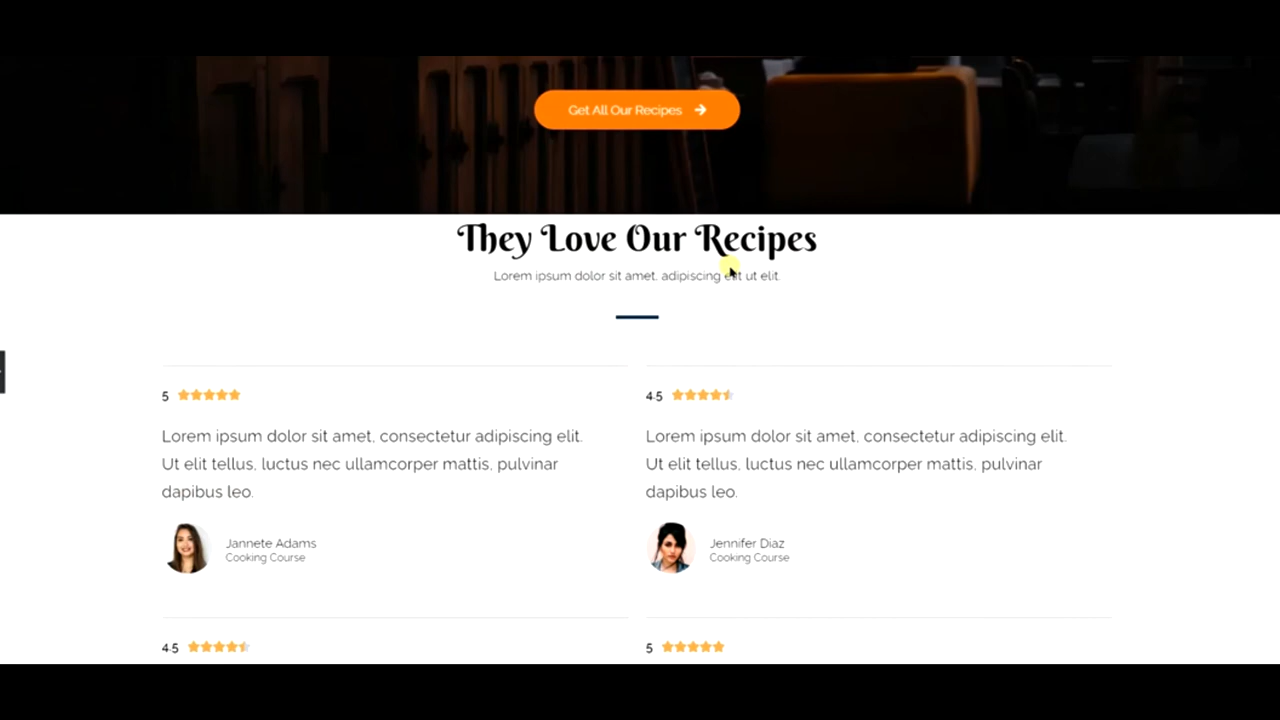 Get All Our Recipes
They Love Our Recipes
Lorem ipsum dolor sit amet, adipiscing elit ut elit.
5
Lorem ipsum dolor sit amet, consectetur adipiscing elit.
Ut elit tellus, luctus nec ullamcorper mattis, pulvinar
dapibus leo.
Jannete Adams
Cooking Course
4.5
Lorem ipsum dolor sit amet, consectetur adipiscing elit.
Ut elit tellus, luctus nec ullamcorper mattis, pulvinar
dapibus leo.
Jennifer Diaz
Cooking Course
4.5
5